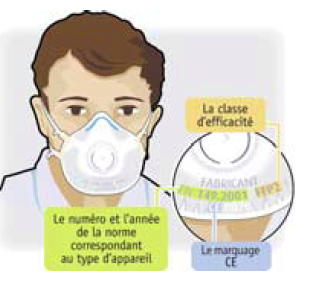 La classe
d'efficacité
FABRICANT
EN 149:2001 FFP2
Le numéro et l'année
de la norme
correspondant
au type d'appareil
Le marquage
CE